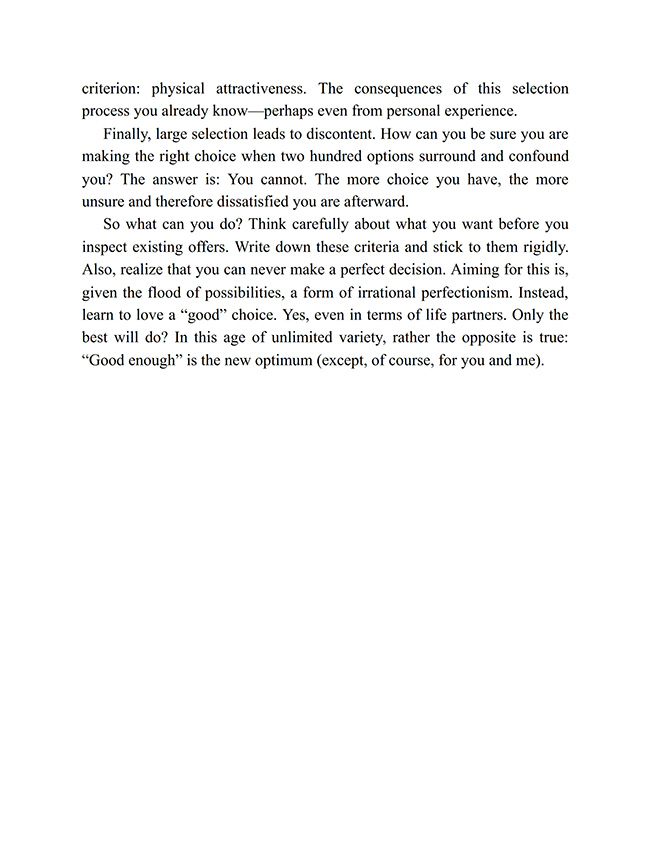 criterion: physical attractiveness. The consequences of this selection
process you already know—perhaps even from personal experience.
Finally, large selection leads to discontent. How can you be sure you are
making the right choice when two hundred options surround and confound
you? The answer is: You cannot. The more choice you have, the more
unsure and therefore dissatisfied you are afterward.
So what can you do? Think carefully about what you want before you
inspect existing offers. Write down these criteria and stick to them rigidly.
Also, realize that you can never make a perfect decision. Aiming for this is,
given the flood of possibilities, a form of irrational perfectionism. Instead,
learn to love a “good” choice. Yes, even in terms of life partners. Only the
best will do? In this age of unlimited variety, rather the opposite is true:
“Good enough” is the new optimum (except, of course, for you and me).